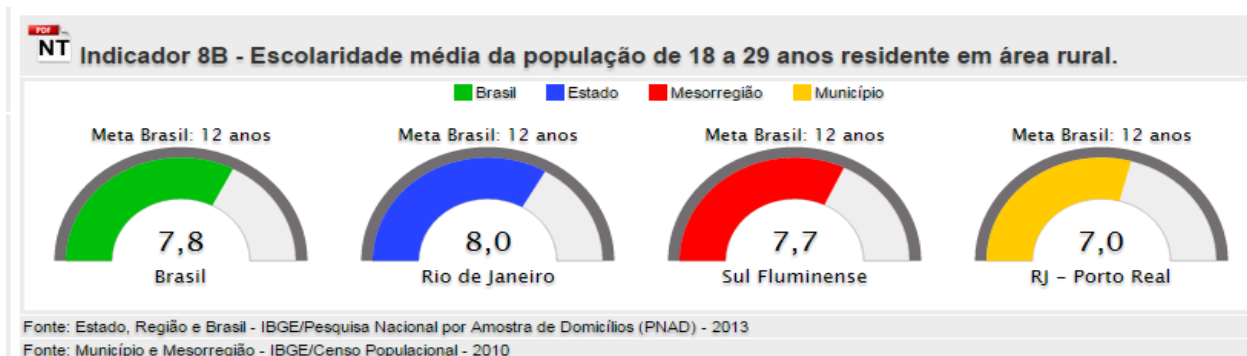 PDF
NT
Indicador 8B - Escolaridade média da população de 18 a 29 anos residente em área rural.
Brasil Estado Mesorregião Município
Meta Brasil: 12 anos Meta Brasil: 12 anos Meta Brasil: 12 anos Meta Brasil: 12 anos
7,8 8,0 7,7 7,0
Brasil Rio de Janeiro Sul Fluminense RJ – Porto Real
Fonte: Estado, Região e Brasil - IBGE/Pesquisa Nacional por Amostra de Domicílios (PNAD) - 2013
Fonte: Município e Mesorregião - IBGE/Censo Populacional - 2010